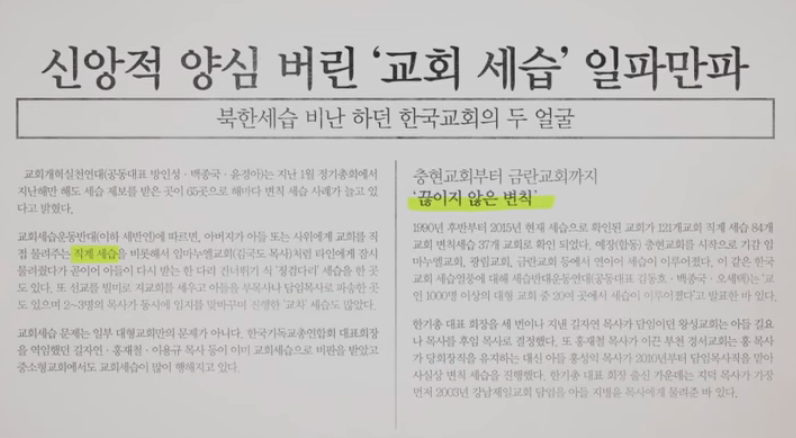 신앙적 양심 버린 ‘교회 세습’ 일파만파
북한세습 비난 하던 한국교회의 두 얼굴
교회개혁실천연대(공동대표 방인성 · 백종국 · 윤경아)는 지난 1월 정기총회에서
지난해만 해도 세습 제보를 받은 곳이 65곳으로 해마다 변칙 세습 사례가 늘고 있
다고 밝혔다.
교회세습운동반대(이하 세반연)에 따르면, 아버지가 아들 또는 사위에게 교회를 직
접 물려주는 직계 세습을 비롯해서 임마누엘교회(김국도 목사)처럼 타인에게 잠시
물려줬다가 곧이어 아들이 다시 받는 한 다리 건너뛰기 식 ‘징검다리’ 세습을 한 곳
도 있다. 또 선교를 빌미로 지교회를 세우고 아들을 부목사나 담임목사로 파송한 곳
도 있으며 2~3명의 목사가 동시에 임지를 맞바꾸며 진행한 ‘교차’ 세습도 많았다.
교회세습 문제는 일부 대형교회만의 문제가 아니다. 한국기독교총연합회 대표회장
을 역임했던 길자연 · 홍재철 · 이용규 목사 등이 이미 교회세습으로 비판을 받았고
중소형교회에서도 교회세습이 많이 행해지고 있다.
충현교회부터 금란교회까지
‘끊이지 않은 변칙’
1990년 후반부터 2015년 현재 세습으로 확인된 교회가 121개교회 직계 세습 84개
교회 변칙세습 37개 교회로 확인 되었다. 예장(합동) 충현교회를 시작으로 기감 임
마누엘교회, 광림교회, 금란교회 등에서 연이어 세습이 이루어졌다. 이 같은 한국
교회 세습열풍에 대해 세습반대운동연대(공동대표 김동호 · 백종국 · 오세택)는 ‘교
인 1000명 이상의 대형 교회 중 20여 곳에서 세습이 이루어졌다’고 발표한 바 있다.
한기총 대표 회장을 세 번이나 지낸 길자연 목사가 담임이던 왕성교회는 아들 길요
나 목사를 후임 목사로 결정했다. 또 홍재철 목사가 이끈 부천 경서교회는 홍 목사
가 당회장직을 유지하는 대신 아들 홍성익 목사가 2010년부터 담임목사직을 맡아
사실상 변칙 세습을 진행했다. 한기총 대표 회장 출신 가운데는 지덕 목사가 가장
먼저 2003년 강남제일교회 담임을 아들 지병윤 목사에게 물려준 바 있다.